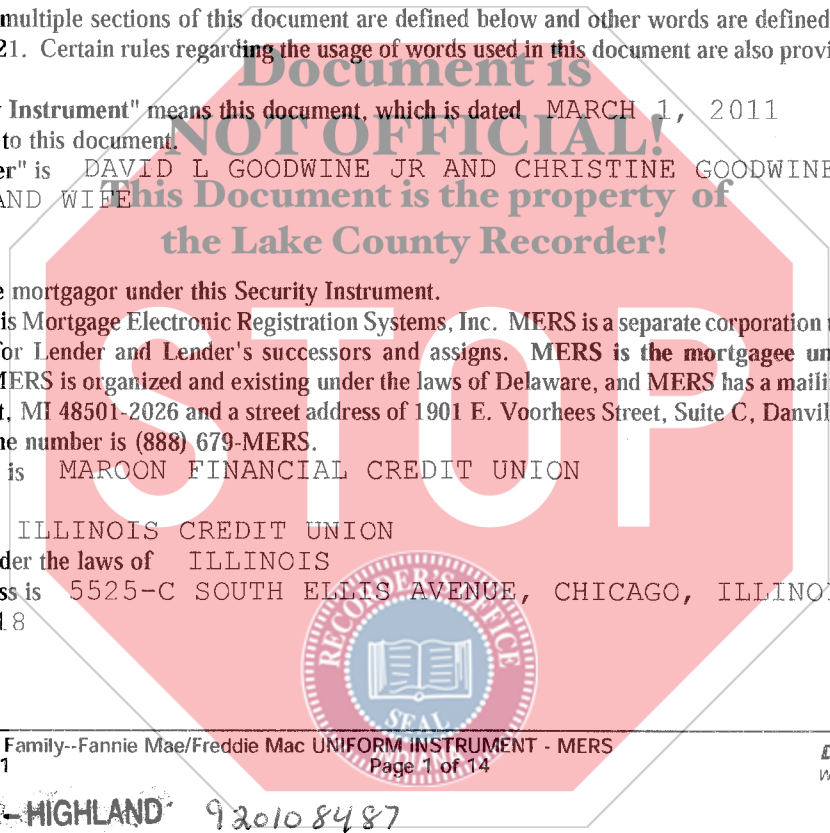 multiple sections of this document are defined below and other words are defined
21. Certain rules regarding the usage of words used in this document are also provi
Document is
Instrument" means this document, which is dated MARCH 1, 2011
NOT OFFICIAL!
to this document.
er" is DAVID L GOODWINE JR AND CHRISTINE GOODWINE
AND WIFE
This Document is the property of
the Lake County Recorder!
e mortgagor under this Security Instrument.
is Mortgage Electronic Registration Systems, Inc. MERS is a separate corporation
or Lender and Lender's successors and assigns. MERS is the mortgagee un
MERS is organized and existing under the laws of Delaware, and MERS has a maili
t, MI 48501-2026 and a street address of 1901 E. Voorhees Street, Suite C, Danvil
ne number is (888) 679-MERS.
STOP
is MAROON FINANCIAL CREDIT UNION
ILLINOIS CREDIT UNION
der the laws of ILLINOIS
ss is 5525-C SOUTH ELLIS AVENUE, CHICAGO, ILLINOI
18
RECORDER'S OFFICE
SEAL
INDIANA
Family--Fannie Mae/Freddie Mac UNIFORM INSTRUMENT - MERS
1 Page 1 of 14
- HIGHLAND 920108487